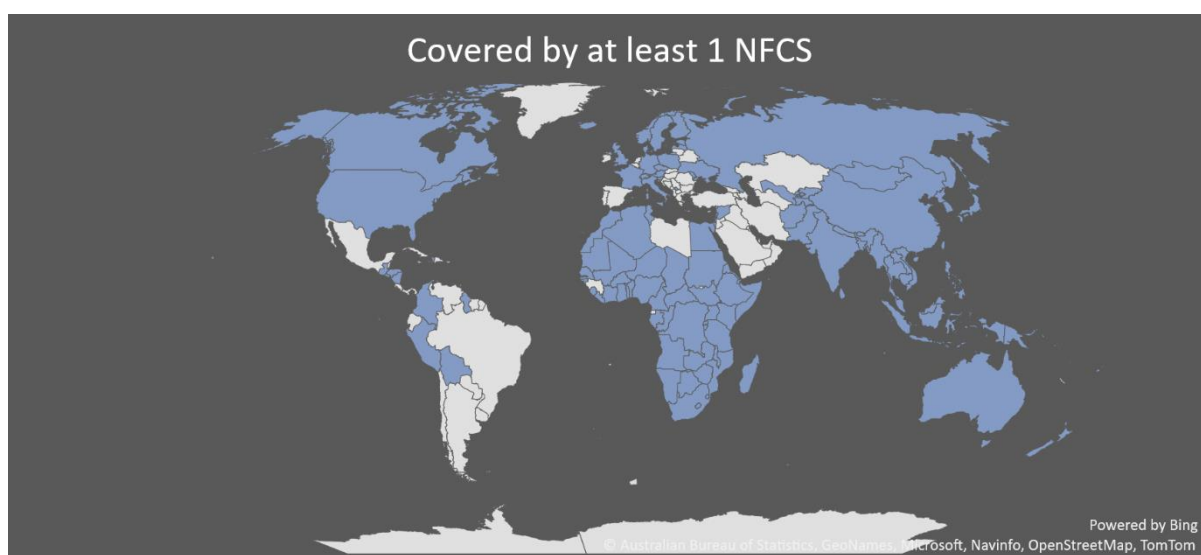 Covered by at least 1 NFCS
Powered by Bing
© Australian Bureau of Statistics, GeoNames, Microsoft, Navinfo, OpenStreetMap, TomTom